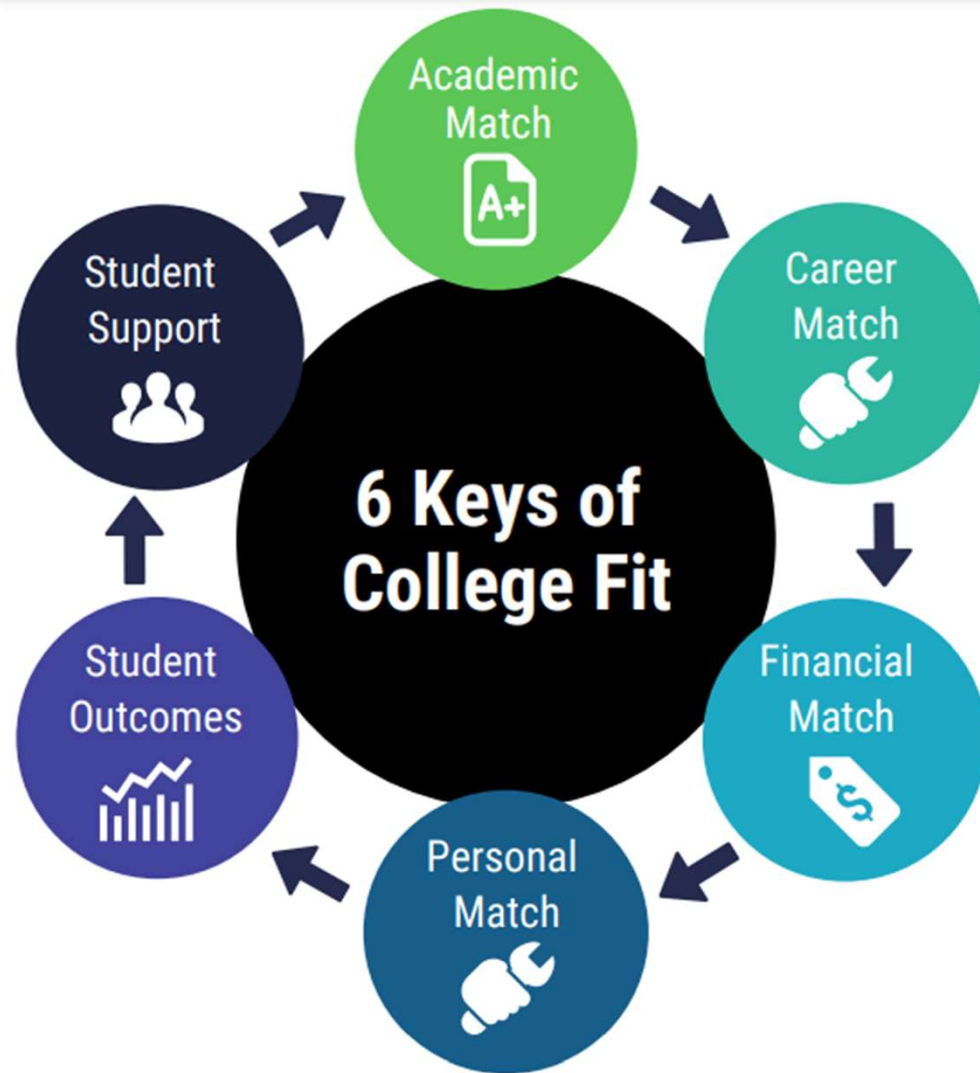 Academic
Match
A+
Career
Match
Financial
Match
$
Personal
Match
Student
Outcomes
Student
Support
6 Keys of
College Fit